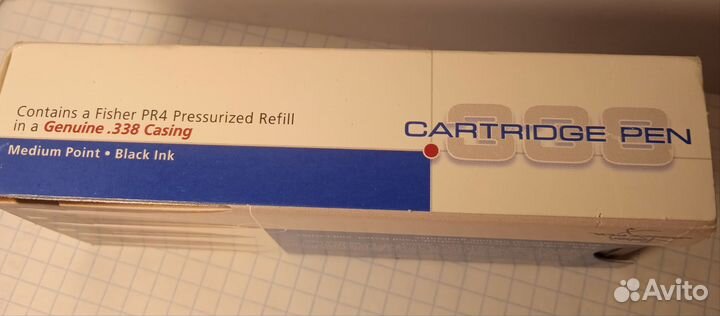 Contains a Fisher PR4 Pressurized Refill
in a Genuine .338 Casing
Medium Point • Black Ink
CARTRIDGE PEN
Avito